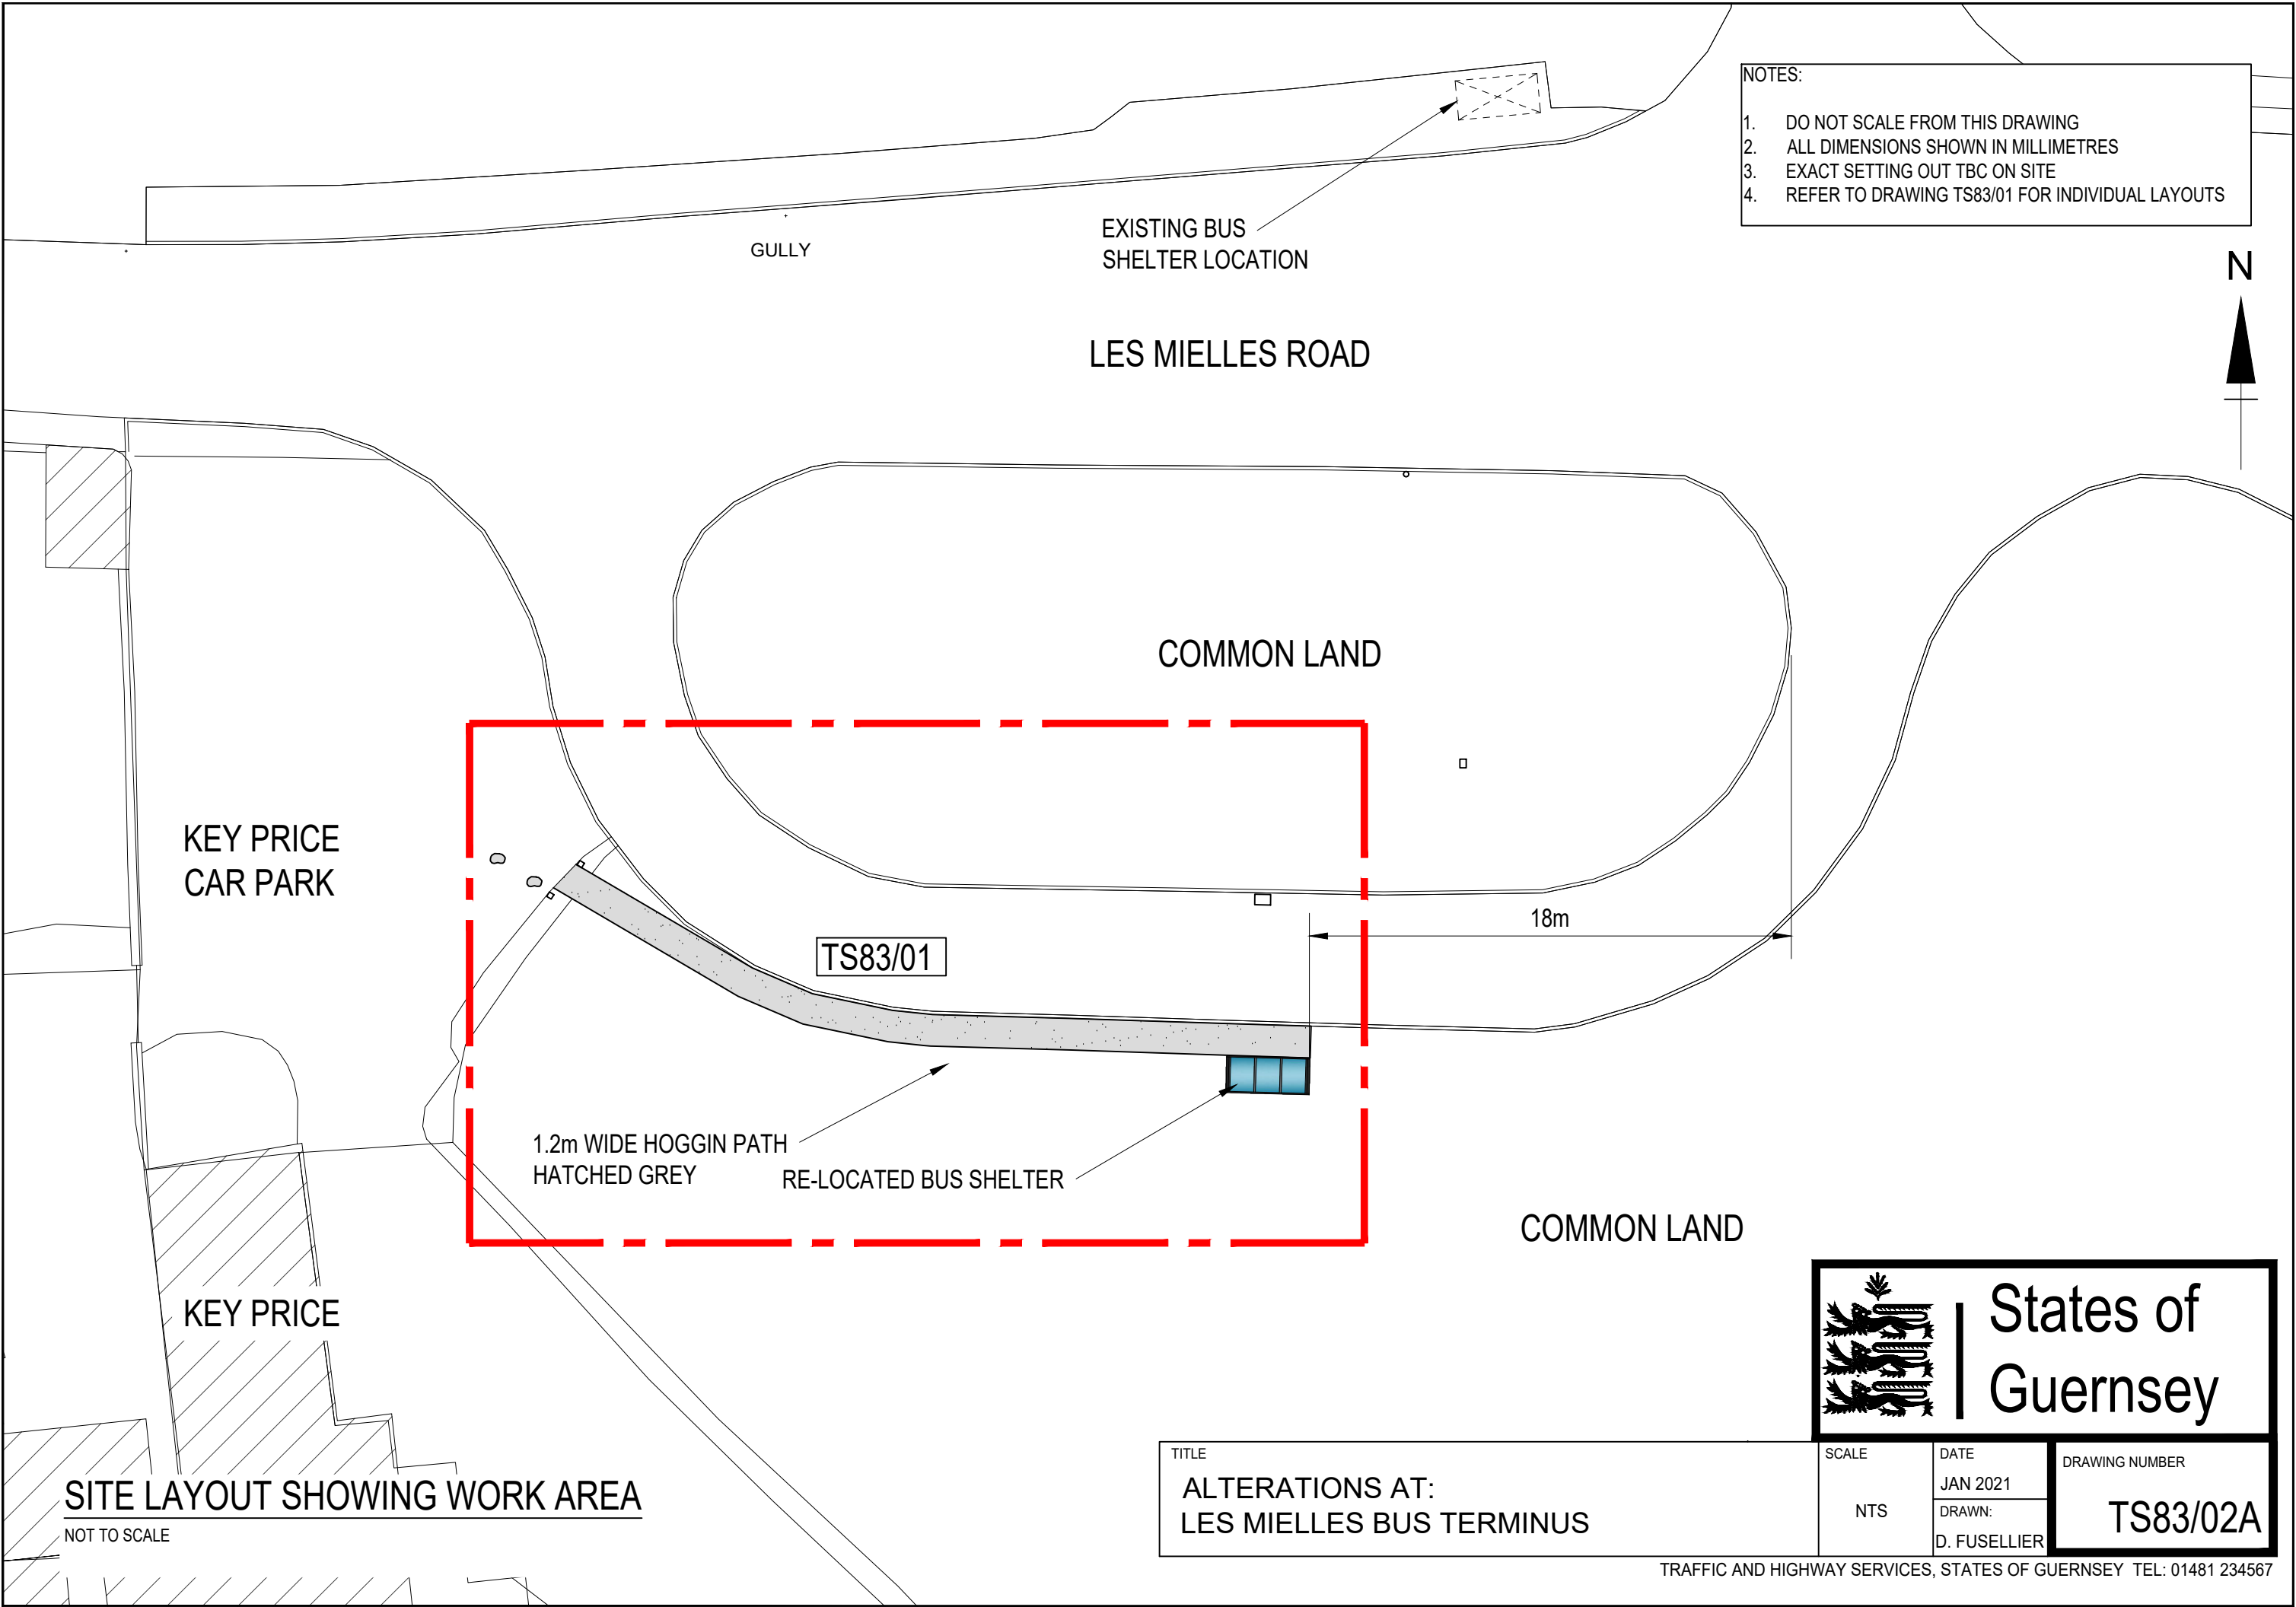 NOTES:
1. DO NOT SCALE FROM THIS DRAWING
2. ALL DIMENSIONS SHOWN IN MILLIMETRES
3. EXACT SETTING OUT TBC ON SITE
4. REFER TO DRAWING TS83/01 FOR INDIVIDUAL LAYOUTS
EXISTING BUS
SHELTER LOCATION
GULLY
N
LES MIELLES ROAD
COMMON LAND
KEY PRICE
CAR PARK
18m
TS83/01
1.2m WIDE HOGGIN PATH
HATCHED GREY
RE-LOCATED BUS SHELTER
COMMON LAND
KEY PRICE
States of
Guernsey
SITE LAYOUT SHOWING WORK AREA
NOT TO SCALE
TITLE
ALTERATIONS AT:
LES MIELLES BUS TERMINUS
SCALE
NTS
DATE
JAN 2021
DRAWN:
D. FUSELLIER
DRAWING NUMBER
TS83/02A
TRAFFIC AND HIGHWAY SERVICES, STATES OF GUERNSEY TEL: 01481 234567